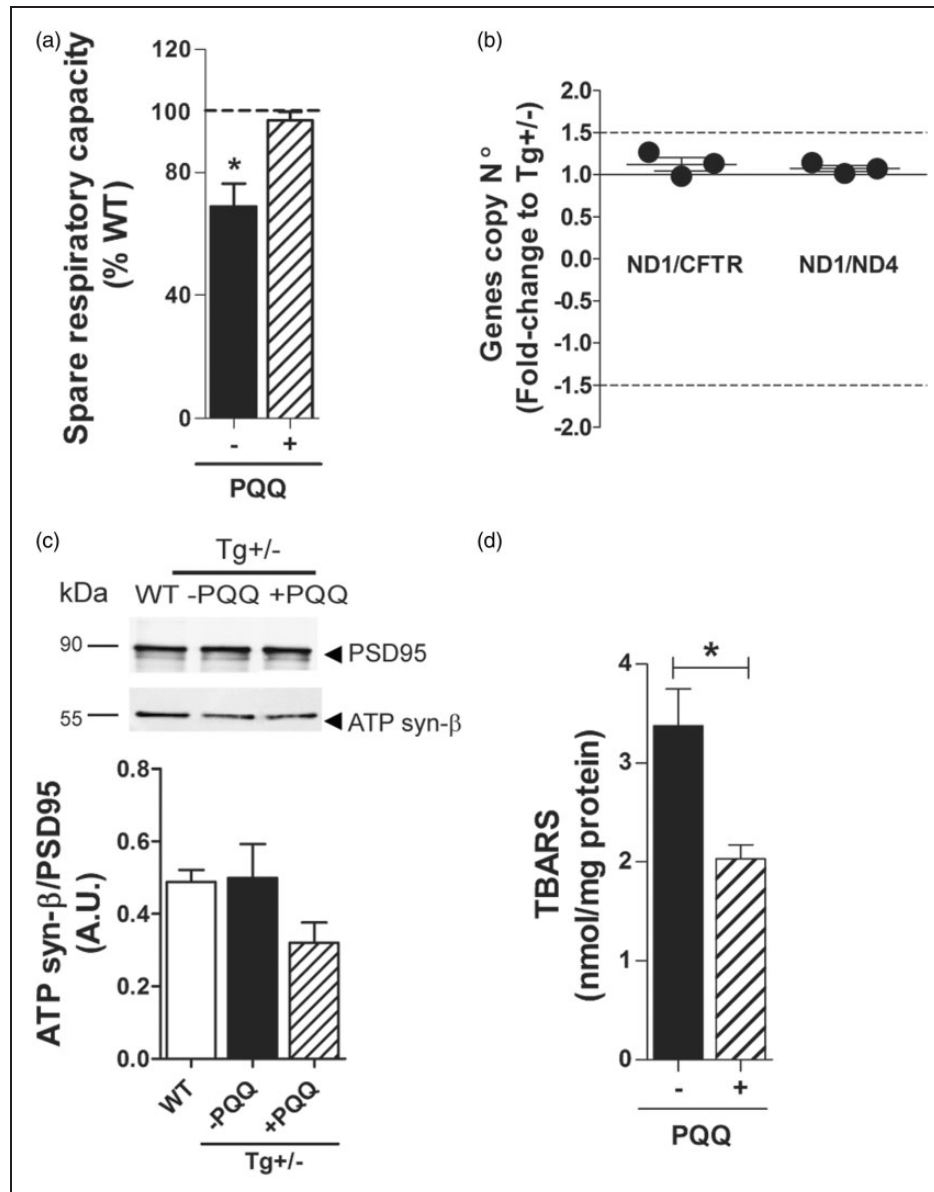 (a)
Spare respiratory capacity
(% WT)
120
100
80
40
0
*
- +
PQQ
(b)
Genes copy N°
(Fold-change to Tg+/-)
2.0
1.5
1.0
0.5
0.0
-0.5
-1.0
-1.5
-2.0
ND1/CFTR ND1/ND4
(c)
Tg+/-
kDa WT -PQQ +PQQ
90 PSD95
55 ATP syn-β
ATP syn-β/PSD95
(A.U.)
0.8
0.6
0.4
0.2
0.0
WT -PQQ +PQQ
Tg+/-
(d)
TBARS
(nmol/mg protein)
4
3
2
1
0
*
- +
PQQ